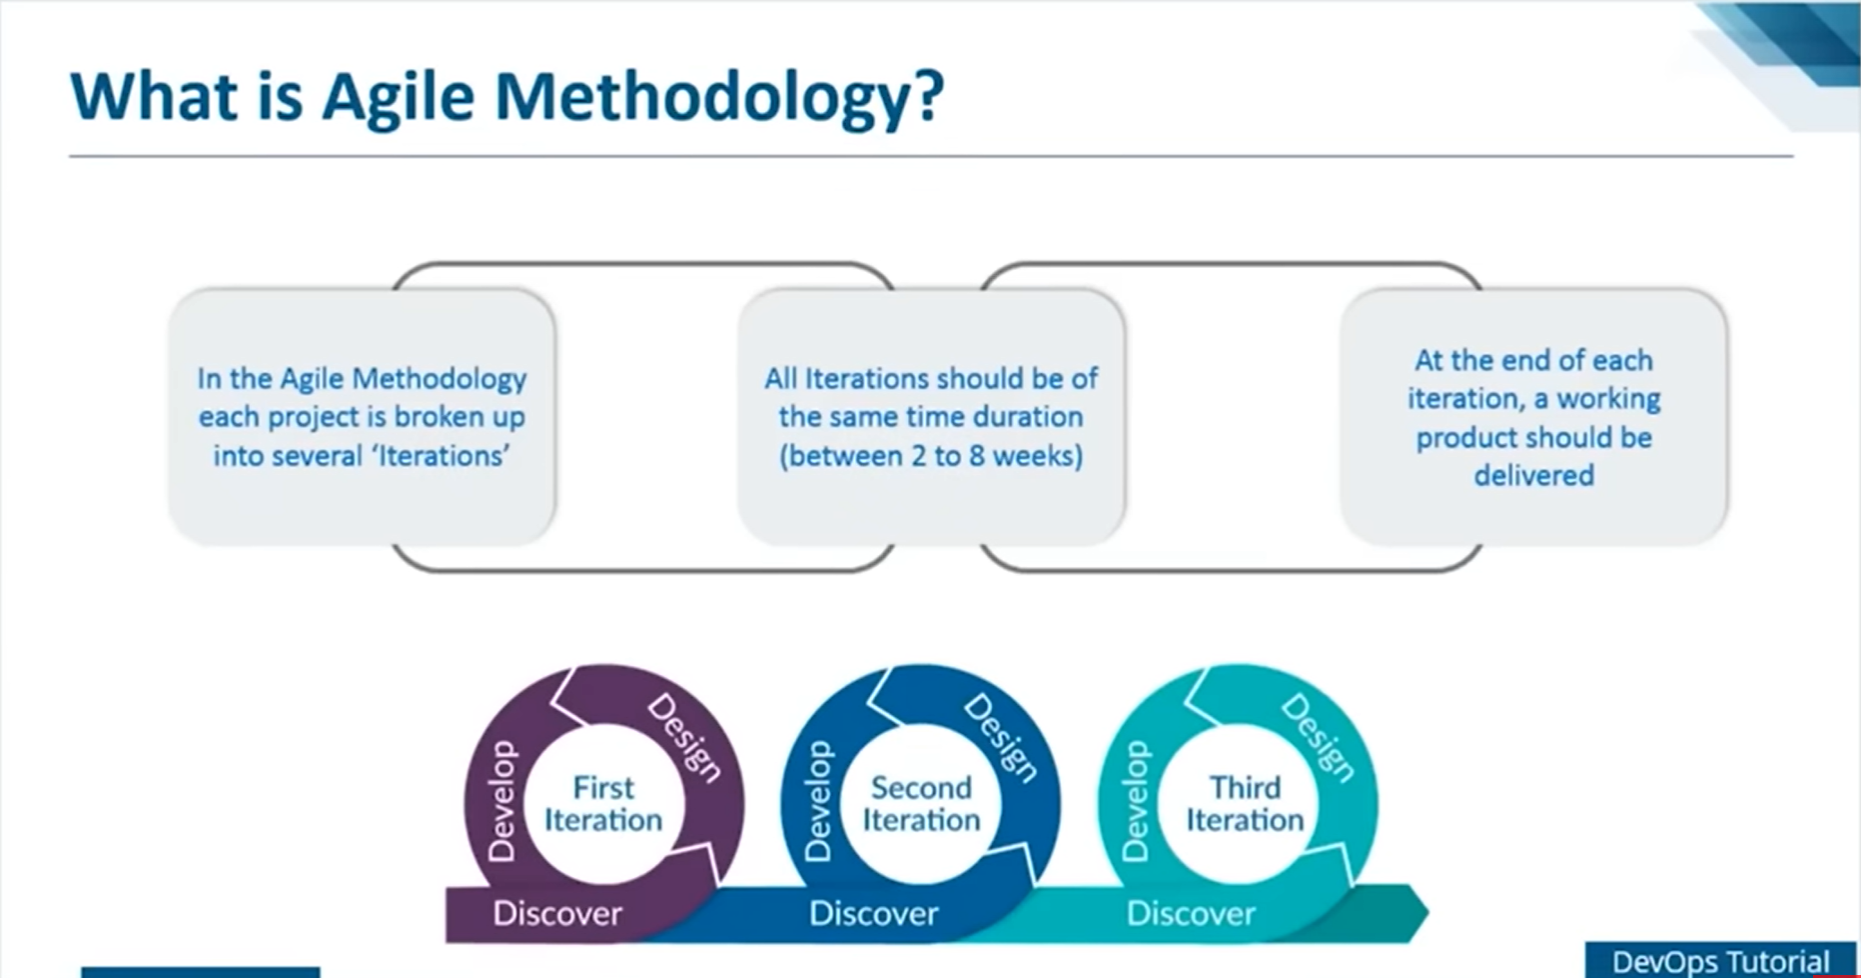 What is Agile Methodology?
In the Agile Methodology
each project is broken up
into several ‘Iterations’
All Iterations should be of
the same time duration
(between 2 to 8 weeks)
At the end of each
iteration, a working
product should be
delivered
Develop
Design
First
Iteration
Discover
Develop
Design
Second
Iteration
Discover
Develop
Design
Third
Iteration
Discover
DevOps Tutorial